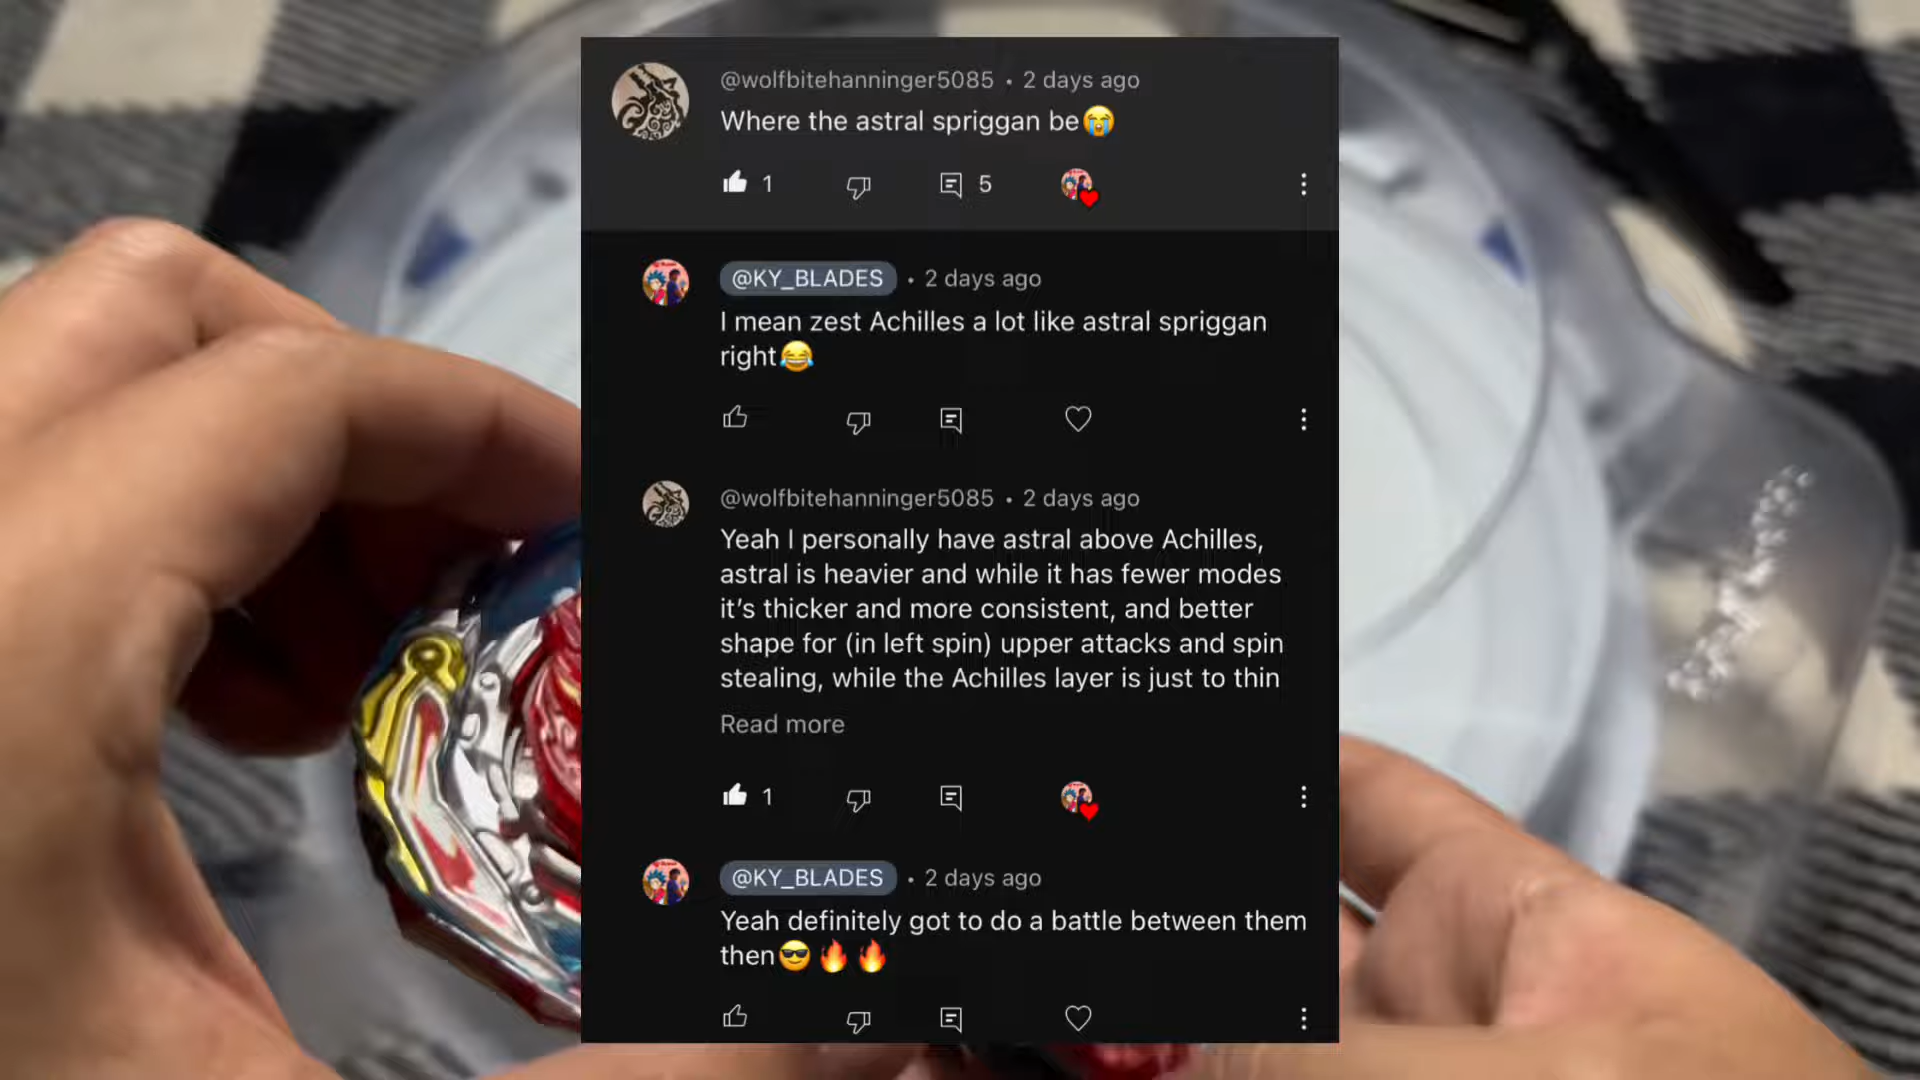 @wolfbitehanninger5085 • 2 days ago
Where the astral spriggan be😭
1
5
@KY_BLADES • 2 days ago
I mean zest Achilles a lot like astral spriggan
right😂
@wolfbitehanninger5085 • 2 days ago
Yeah I personally have astral above Achilles,
astral is heavier and while it has fewer modes
it's thicker and more consistent, and better
shape for (in left spin) upper attacks and spin
stealing, while the Achilles layer is just to thin
Read more
1
@KY_BLADES • 2 days ago
Yeah definitely got to do a battle between them
then😎🔥🔥